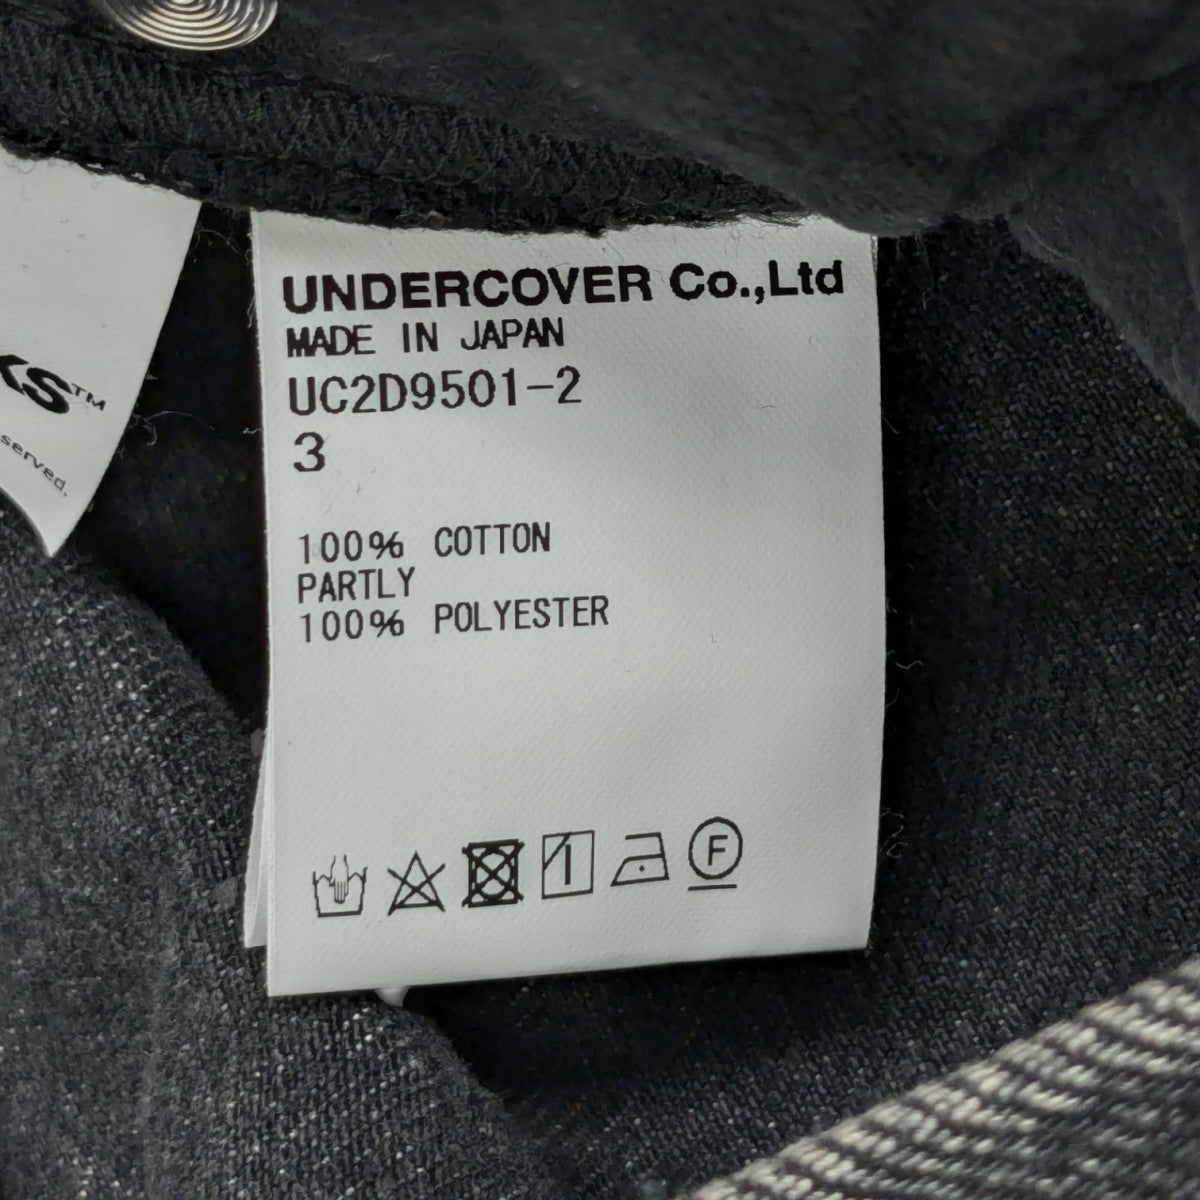 UNDERCOVER Co.,Ltd
MADE IN JAPAN
UC2D9501-2
3
100% COTTON
PARTLY
100% POLYESTER
F
KS™
served.